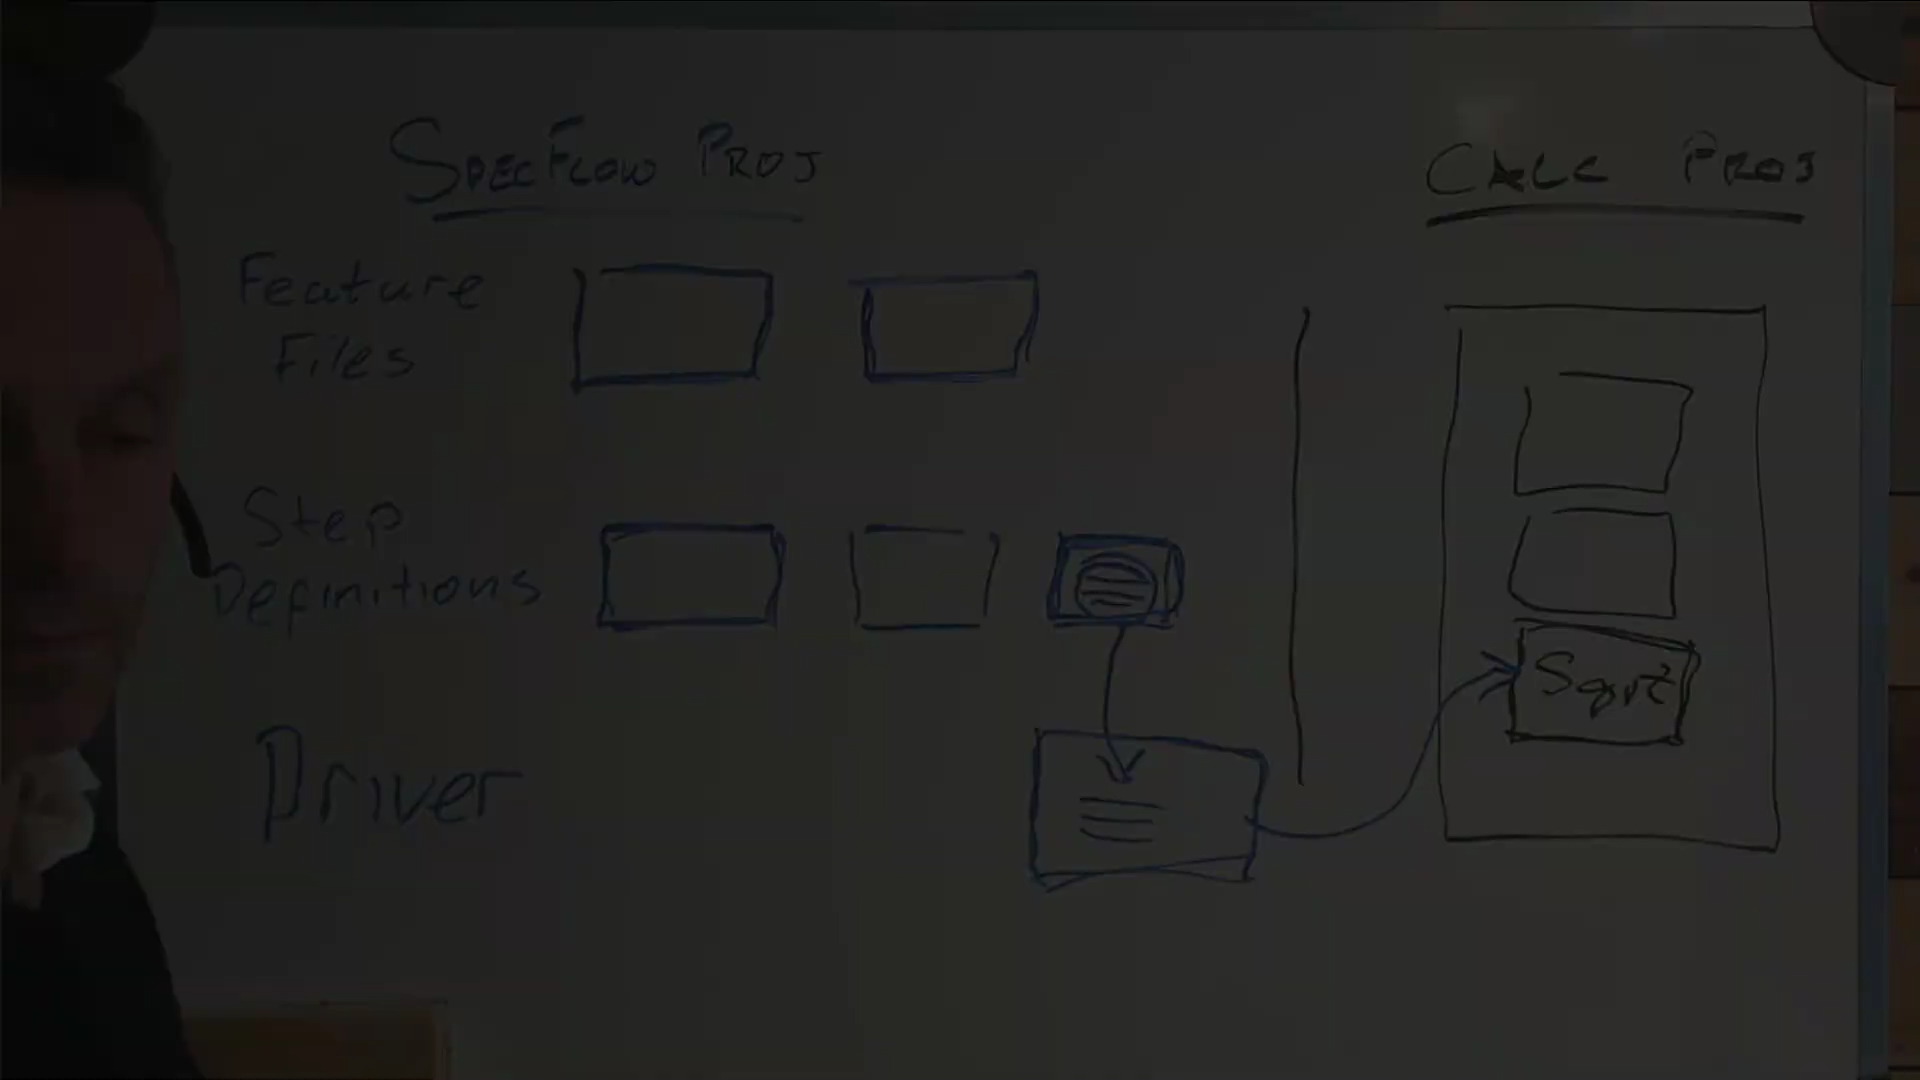 SPECFLOW PROJ
CALC PROJ
Feature
Files
Step
Definitions
Sqrt
Driver